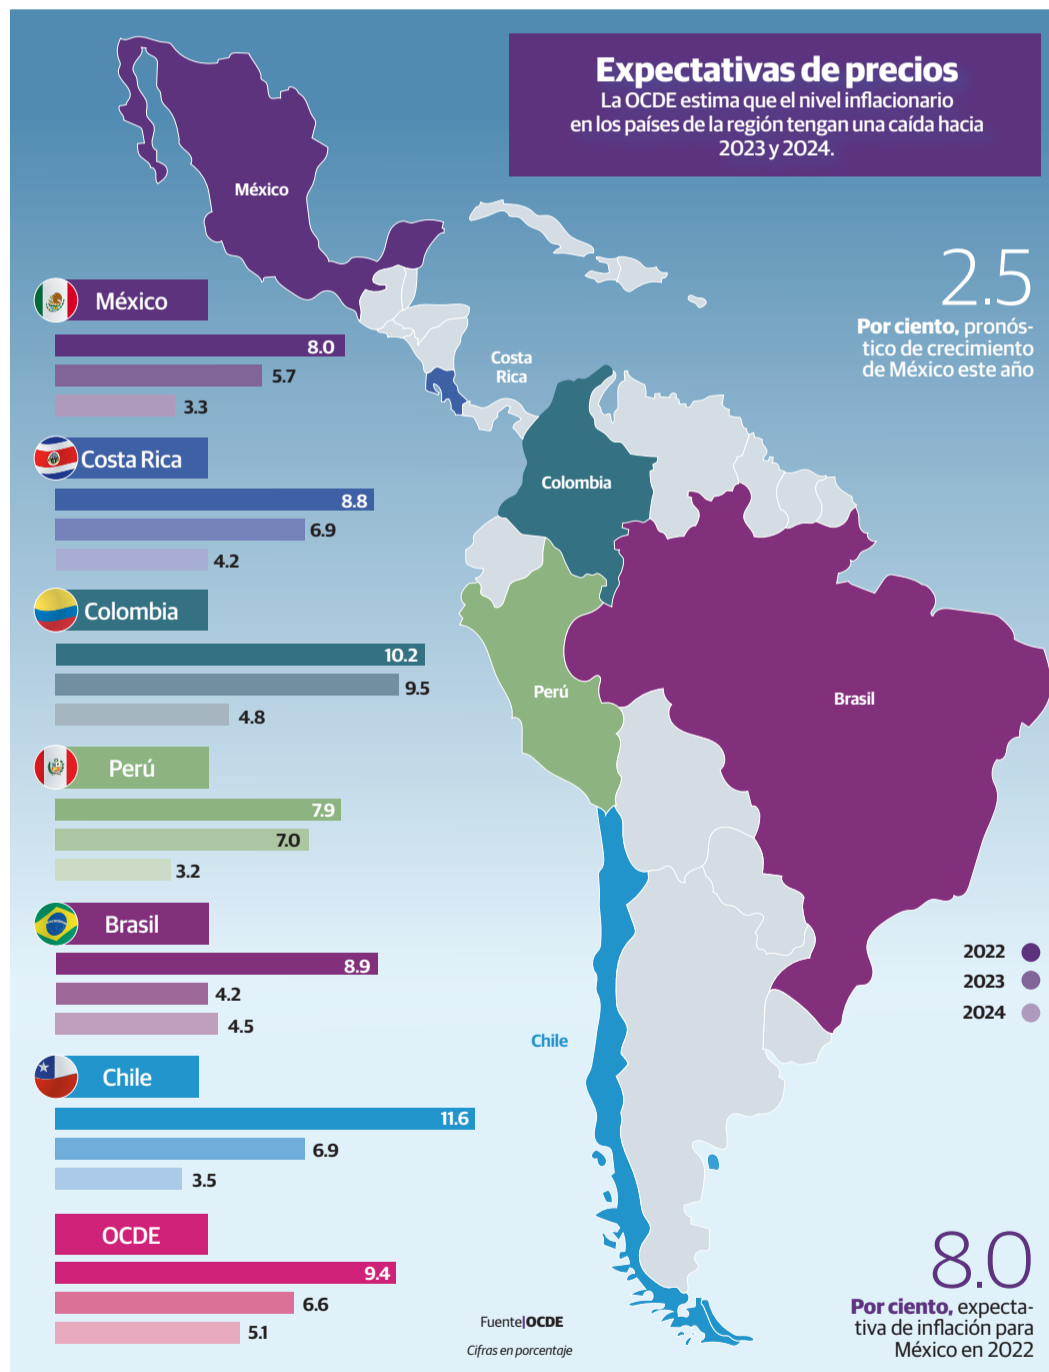 Expectativas de precios
La OCDE estima que el nivel inflacionario
en los países de la región tengan una caída hacia
2023 y 2024.
México
2.5
Por ciento, pronós-
tico de crecimiento
de México este año
México
8.0
5.7
3.3
Costa
Rica
Costa Rica
8.8
6.9
4.2
Colombia
Colombia
10.2
9.5
4.8
Perú
Brasil
Perú
7.9
7.0
3.2
Brasil
8.9
4.2
4.5
2022
2023
2024
Chile
Chile
11.6
6.9
3.5
OCDE
9.4
6.6
5.1
Fuente|OCDE
Cifras en porcentaje
8.0
Por ciento, expecta-
tiva de inflación para
México en 2022